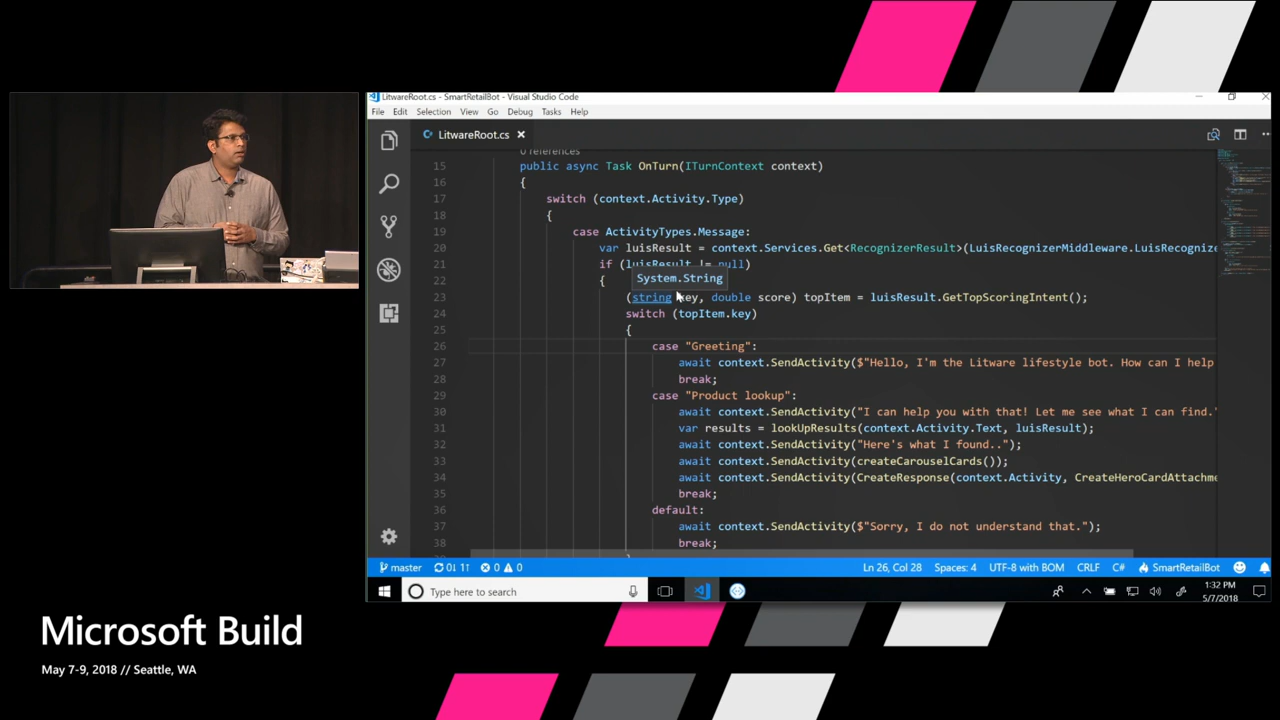 LitwareRoot.cs - SmartRetailBot - Visual Studio Code
File Edit Selection View Go Debug Tasks Help
LitwareRoot.cs
0 references
15 public async Task OnTurn(ITurnContext context)
16 {
17 switch (context.Activity.Type)
18 {
19 case ActivityTypes.Message:
20 var luisResult = context.Services.Get<RecognizerResult>(LuisRecognizerMiddleware.LuisRecognize
21 if (luisResult != null)
22 {
System.String
23 (string key, double score) topItem = luisResult.GetTopScoringIntent();
24 switch (topItem.key)
25 {
26 case "Greeting":
27 await context.SendActivity($"Hello, I'm the Litware lifestyle bot. How can I help
28 break;
29 case "Product lookup":
30 await context.SendActivity("I can help you with that! Let me see what I can find."
31 var results = lookUpResults(context.Activity.Text, luisResult);
32 await context.SendActivity("Here's what I found..");
33 await context.SendActivity(createCarouselCards());
34 await context.SendActivity(CreateResponse(context.Activity, CreateHeroCardAttachme
35 break;
36 default:
37 await context.SendActivity($"Sorry, I do not understand that.");
38 break;
master 0↓ 1↑ 0 0 Ln 26, Col 28 Spaces: 4 UTF-8 with BOM CRLF C# SmartRetailBot
Type here to search
1:32 PM
5/7/2018
Microsoft Build
May 7-9, 2018 // Seattle, WA